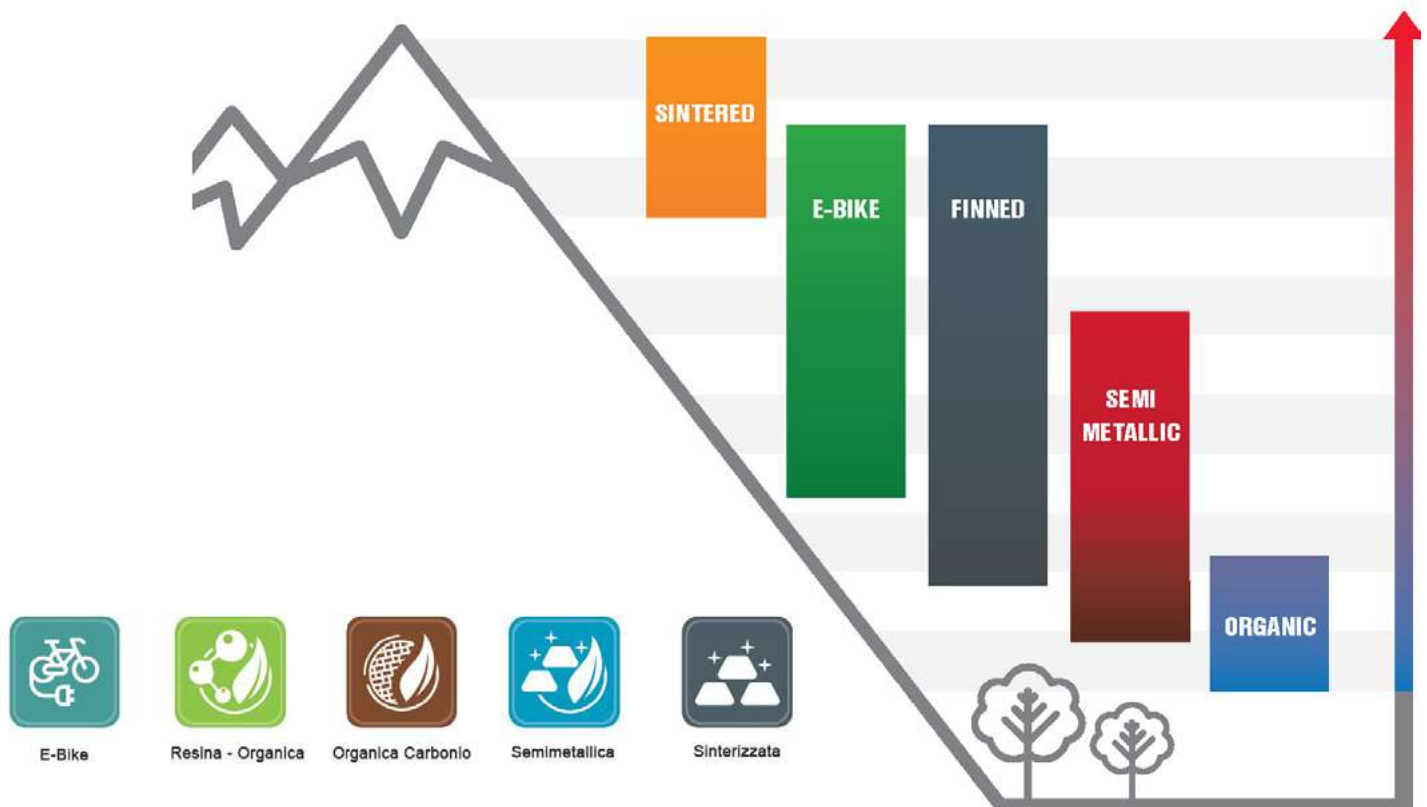 SINTERED
E-BIKE
FINNED
SEMI
METALLIC
ORGANIC
E-Bike
Resina - Organica
Organica Carbonio
Semimetallica
Sinterizzata